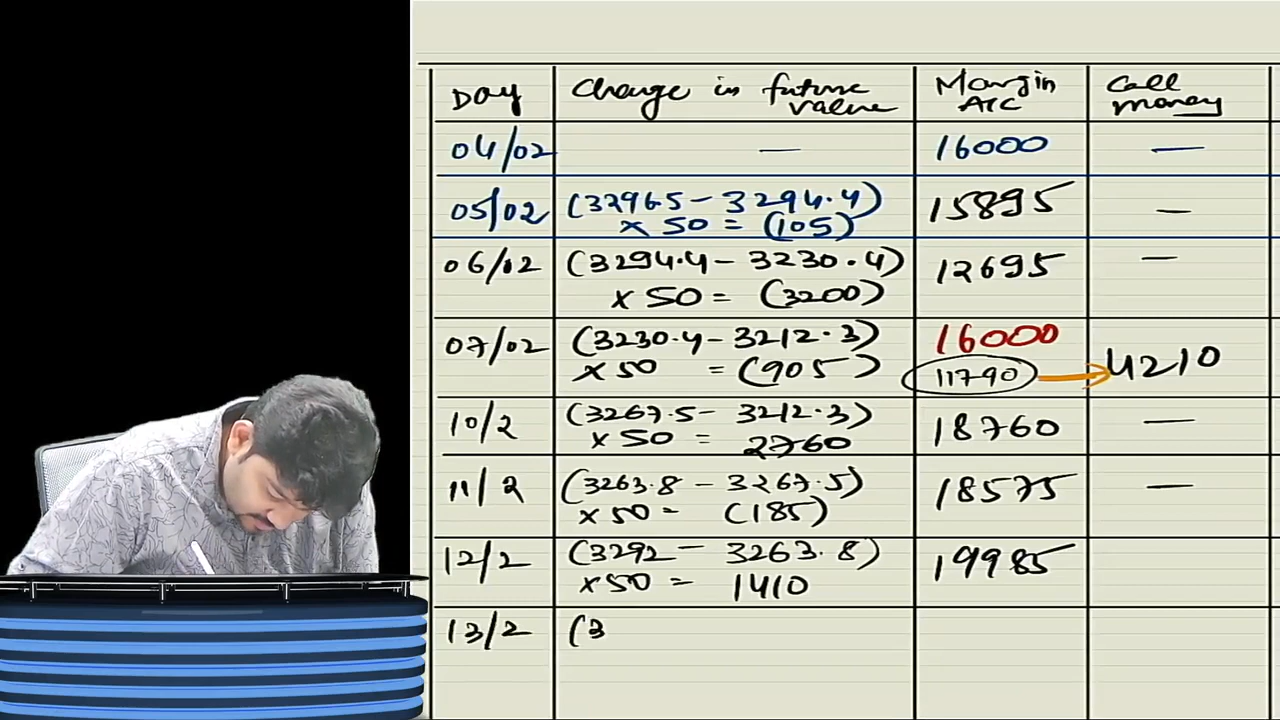 Day Change in future value Margin A/C Call money
04/02 — 16000 —
05/02 (3296.5 - 3294.4) 15895 —
× 50 = (105)
06/02 (3294.4 - 3230.4) 12695 —
× 50 = (3200)
07/02 (3230.4 - 3212.3) 16000
× 50 = (905) 11790 → 4210
10/2 (3267.5 - 3212.3) 18760 —
× 50 = 2760
11/2 (3263.8 - 3267.5) 18575 —
× 50 = (185)
12/2 (3292 - 3263.8) 19985
× 50 = 1410
13/2 (3